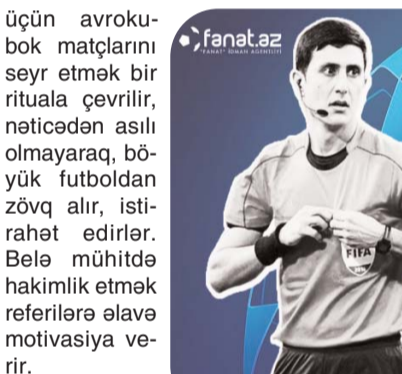 üçün avroku-
bok matçlarını
seyr etmək bir
rituala çevrilir,
nəticədən asılı
olmayaraq, bö-
yük futboldan
zövq alır, isti-
rahət edirlər.
Belə mühitdə
hakimlik etmək
referilərə əlavə
motivasiya ve-
rir.
fanat.az
"FANAT" İDMAN AGENTLİYİ
FIFA